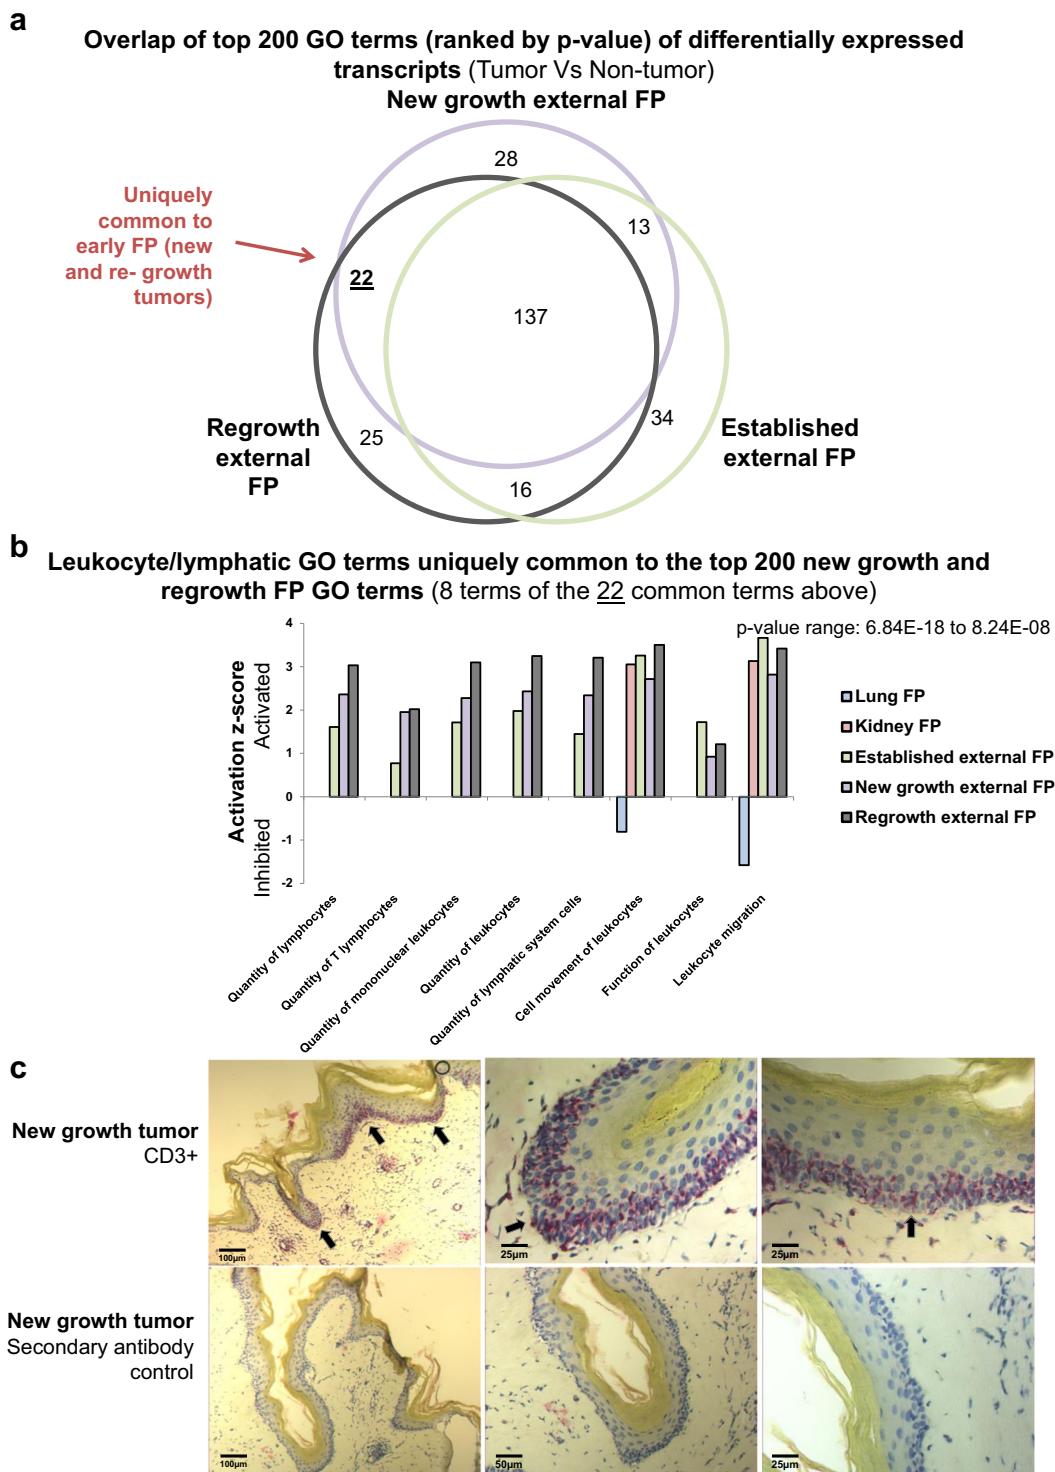 a
Overlap of top 200 GO terms (ranked by p-value) of differentially expressed
transcripts (Tumor Vs Non-tumor)
New growth external FP
28
Uniquely
common to
early FP (new
and re- growth
tumors)
13
22
137
Regrowth
external
FP
25
34
Established
external FP
16
b
Leukocyte/lymphatic GO terms uniquely common to the top 200 new growth and
regrowth FP GO terms (8 terms of the 22 common terms above)
p-value range: 6.84E-18 to 8.24E-08
Activation z-score
Activated
Inhibited
4
3
2
1
0
-1
-2
Lung FP
Kidney FP
Established external FP
New growth external FP
Regrowth external FP
Quantity of lymphocytes
Quantity of T lymphocytes
Quantity of mononuclear leukocytes
Quantity of leukocytes
Quantity of lymphatic system cells
Cell movement of leukocytes
Function of leukocytes
Leukocyte migration
c
New growth tumor
CD3+
100µm
25µm
25µm
New growth tumor
Secondary antibody
control
100µm
50µm
25µm